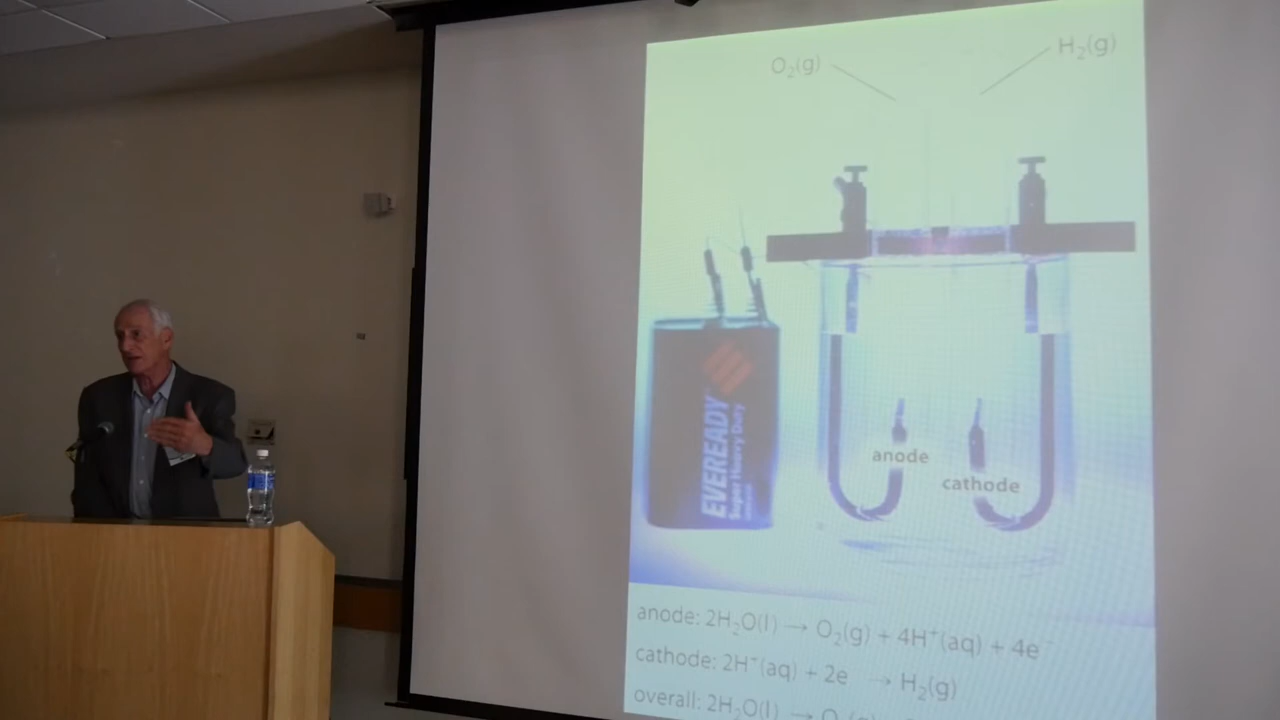 O₂(g)
H₂(g)
EVEREADY
Super Heavy Duty
anode
cathode
anode: 2H₂O(l) → O₂(g) + 4H⁺(aq) + 4e⁻
cathode: 2H⁺(aq) + 2e → H₂(g)
overall: 2H₂O(l) →